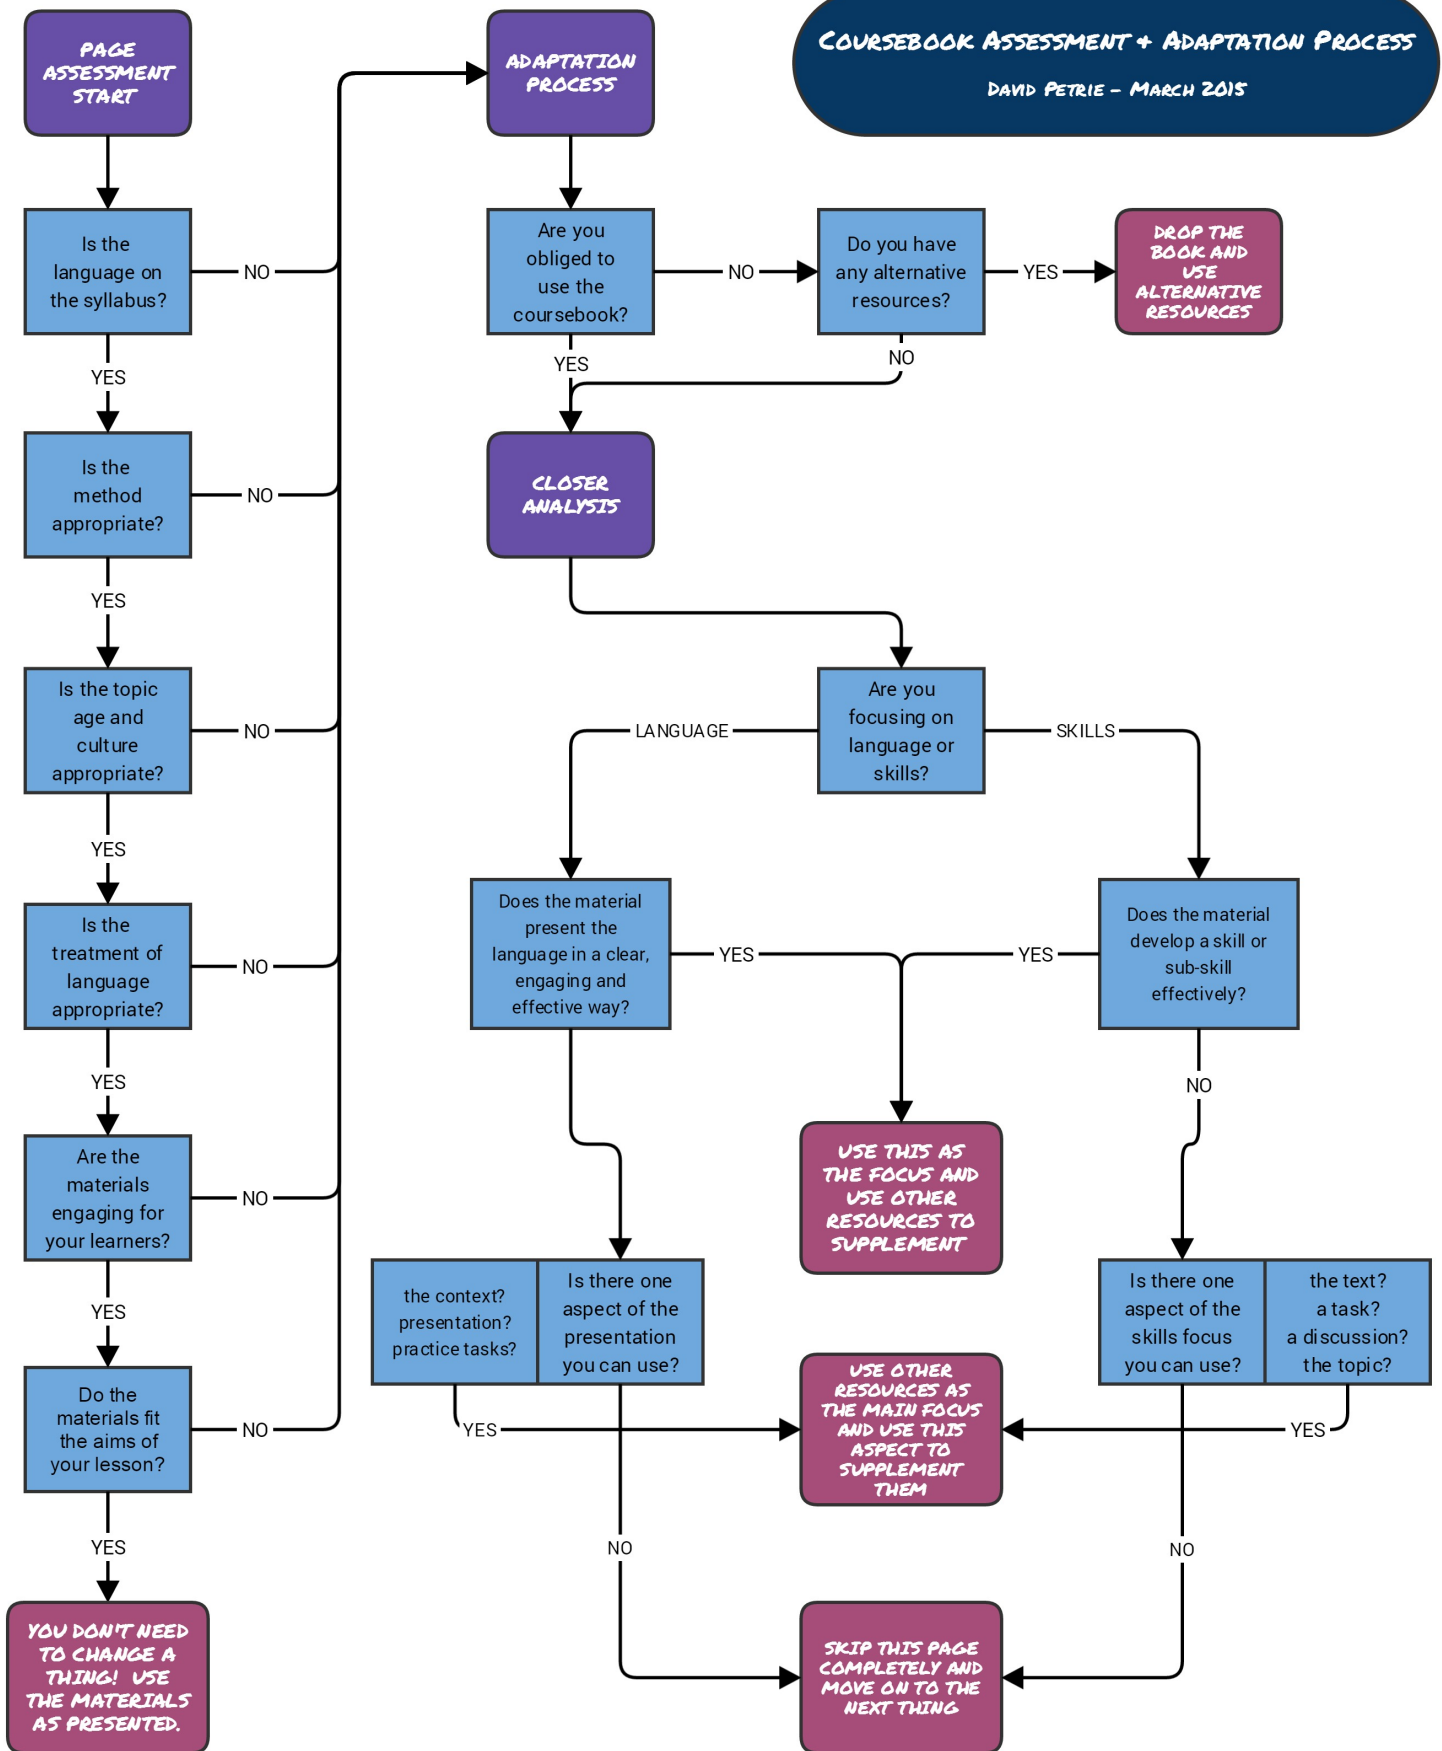 PAGE
ASSESSMENT
START
Is the
language on
the syllabus?
NO
YES
Is the
method
appropriate?
NO
YES
Is the topic
age and
culture
appropriate?
NO
YES
Is the
treatment of
language
appropriate?
NO
YES
Are the
materials
engaging for
your learners?
NO
YES
Do the
materials fit
the aims of
your lesson?
NO
YES
YOU DON'T NEED
TO CHANGE A
THING! USE
THE MATERIALS
AS PRESENTED.
ADAPTATION
PROCESS
COURSEBOOK ASSESSMENT + ADAPTATION PROCESS
DAVID PETRIE - MARCH 2015
Are you
obliged to
use the
coursebook?
NO
Do you have
any alternative
resources?
YES
DROP THE
BOOK AND
USE
ALTERNATIVE
RESOURCES
YES
NO
CLOSER
ANALYSIS
Are you
focusing on
language or
skills?
LANGUAGE
SKILLS
Does the material
present the
language in a clear,
engaging and
effective way?
YES
YES
Does the material
develop a skill or
sub-skill
effectively?
NO
USE THIS AS
THE FOCUS AND
USE OTHER
RESOURCES TO
SUPPLEMENT
the context?
presentation?
practice tasks?
Is there one
aspect of the
presentation
you can use?
Is there one
aspect of the
skills focus
you can use?
the text?
a task?
a discussion?
the topic?
YES
USE OTHER
RESOURCES AS
THE MAIN FOCUS
AND USE THIS
ASPECT TO
SUPPLEMENT
THEM
YES
NO
NO
SKIP THIS PAGE
COMPLETELY AND
MOVE ON TO THE
NEXT THING